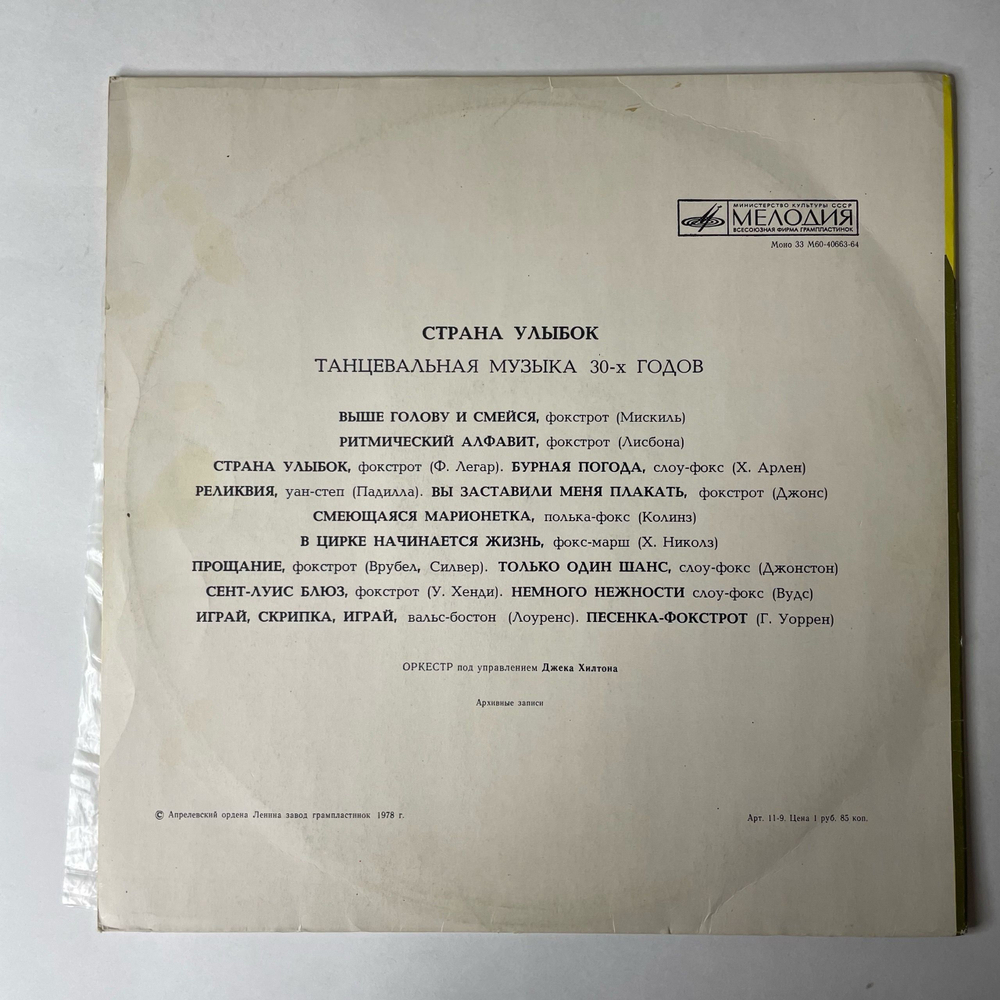 МИНИСТЕРСТВО КУЛЬТУРЫ СССР
МЕЛОДИЯ
ВСЕСОЮЗНАЯ ФИРМА ГРАМПЛАСТИНОК
Моно 33 М60-40663-64
СТРАНА УЛЫБОК
ТАНЦЕВАЛЬНАЯ МУЗЫКА 30-х ГОДОВ
ВЫШЕ ГОЛОВУ И СМЕЙСЯ, фокстрот (Мискиль)
РИТМИЧЕСКИЙ АЛФАВИТ, фокстрот (Лисбона)
СТРАНА УЛЫБОК, фокстрот (Ф. Легар). БУРНАЯ ПОГОДА, слоу-фокс (Х. Арлен)
РЕЛИКВИЯ, уан-степ (Падилла). ВЫ ЗАСТАВИЛИ МЕНЯ ПЛАКАТЬ, фокстрот (Джонс)
СМЕЮЩАЯСЯ МАРИОНЕТКА, полька-фокс (Колинз)
В ЦИРКЕ НАЧИНАЕТСЯ ЖИЗНЬ, фокс-марш (Х. Николз)
ПРОЩАНИЕ, фокстрот (Врубел, Силвер). ТОЛЬКО ОДИН ШАНС, слоу-фокс (Джонстон)
СЕНТ-ЛУИС БЛЮЗ, фокстрот (У. Хенди). НЕМНОГО НЕЖНОСТИ слоу-фокс (Вудс)
ИГРАЙ, СКРИПКА, ИГРАЙ, вальс-бостон (Лоуренс). ПЕСЕНКА-ФОКСТРОТ (Г. Уоррен)
ОРКЕСТР под управлением Джека Хилтона
Архивные записи
© Апрелевский ордена Ленина завод грампластинок 1978 г.
Арт. 11-9. Цена 1 руб. 85 коп.